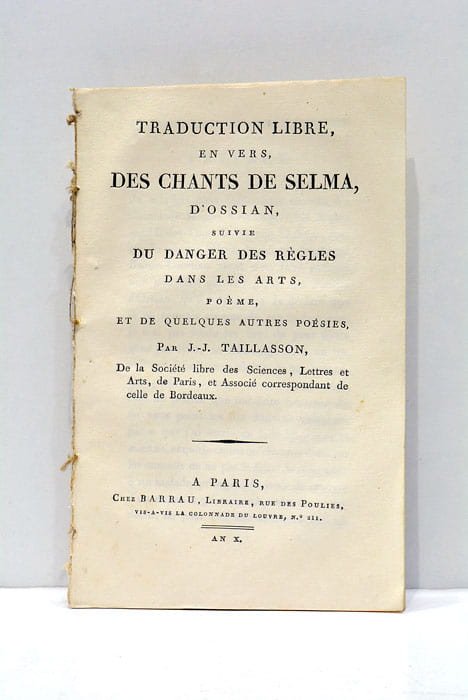 TRADUCTION LIBRE,
EN VERS,
DES CHANTS DE SELMA,
D'OSSIAN,
SUIVIE
DU DANGER DES RÈGLES
DANS LES ARTS,
POÈME,
ET DE QUELQUES AUTRES POÉSIES,
PAR J.-J. TAILLASSON,
De la Société libre des Sciences, Lettres et
Arts, de Paris, et Associé correspondant de
celle de Bordeaux.
A PARIS,
CHEZ BARRAU, LIBRAIRE, RUE DES POULIES,
VIS-A-VIS LA COLONNADE DU LOUVRE, N.º 211.
AN X.